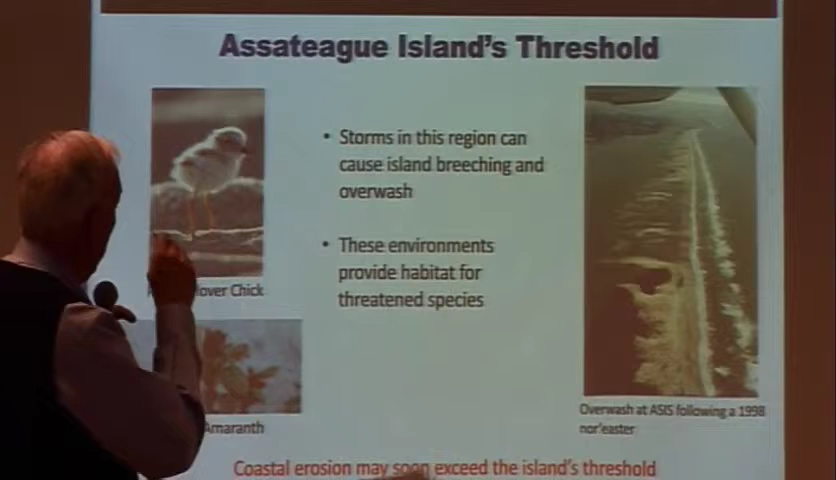 Assateague Island's Threshold
• Storms in this region can
cause island breeching and
overwash
• These environments
provide habitat for
threatened species
lover Chick
Amaranth
Overwash at ASIS following a 1998
nor'easter
Coastal erosion may soon exceed the island's threshold